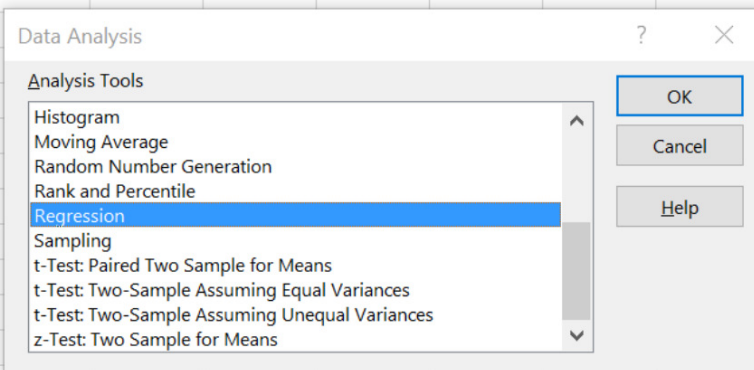 Data Analysis
?
Analysis Tools
Histogram
Moving Average
Random Number Generation
Rank and Percentile
Regression
Sampling
t-Test: Paired Two Sample for Means
t-Test: Two-Sample Assuming Equal Variances
t-Test: Two-Sample Assuming Unequal Variances
z-Test: Two Sample for Means
OK
Cancel
Help